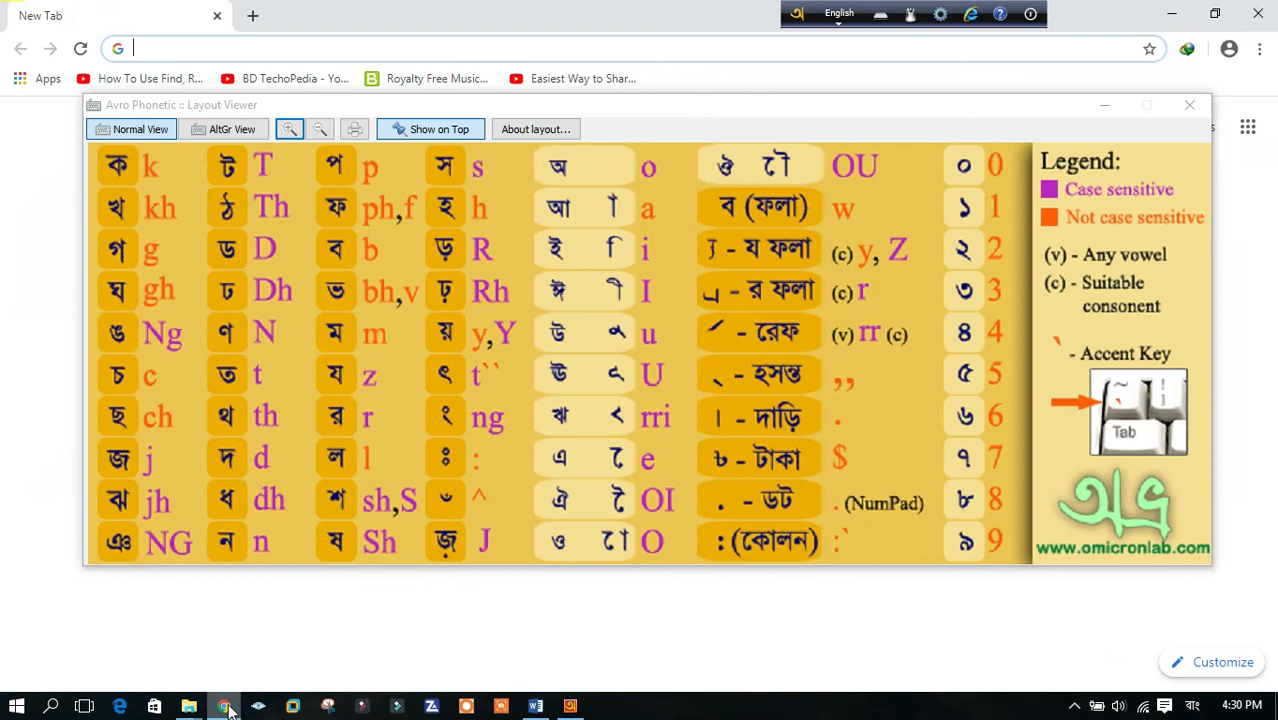 New Tab
English
Apps
How To Use Find, R...
BD TechoPedia - Yo...
Royalty Free Music...
Easiest Way to Shar...
Avro Phonetic :: Layout Viewer
Normal View
AltGr View
Show on Top
About layout...
ক k ট T প p স s অ o ঔ ৌ OU ০ 0
খ kh ঠ Th ফ ph,f হ h আ া a ব (ফলা) w ১ 1
গ g ড D ব b ড় R ই ি i ্য - য ফলা (c) y, Z ২ 2
ঘ gh ঢ Dh ভ bh,v ঢ় Rh ঈ ী I ্র - র ফলা (c) r ৩ 3
ঙ Ng ণ N ম m য় y,Y উ ু u র্ - রেফ (v) rr (c) ৪ 4
চ c ত t য z ৎ t`` ঊ ূ U ্ - হসন্ত ,, ৫ 5
ছ ch থ th র r ং ng ঋ ৃ rri । - দাড়ি . ৬ 6
জ j দ d ল l ঃ : এ ে e ৳ - টাকা $ ৭ 7
ঝ jh ধ dh শ sh,S ঁ ^ ঐ ৈ OI . - ডট . (NumPad) ৮ 8
ঞ NG ন n ষ Sh জ় J ও ো O : (কোলন) :` ৯ 9
Legend:
Case sensitive
Not case sensitive
(v) - Any vowel
(c) - Suitable
consonent
` - Accent Key
~ !
` 1
Tab
অভ্র
www.omicronlab.com
Customize
বাং
4:30 PM